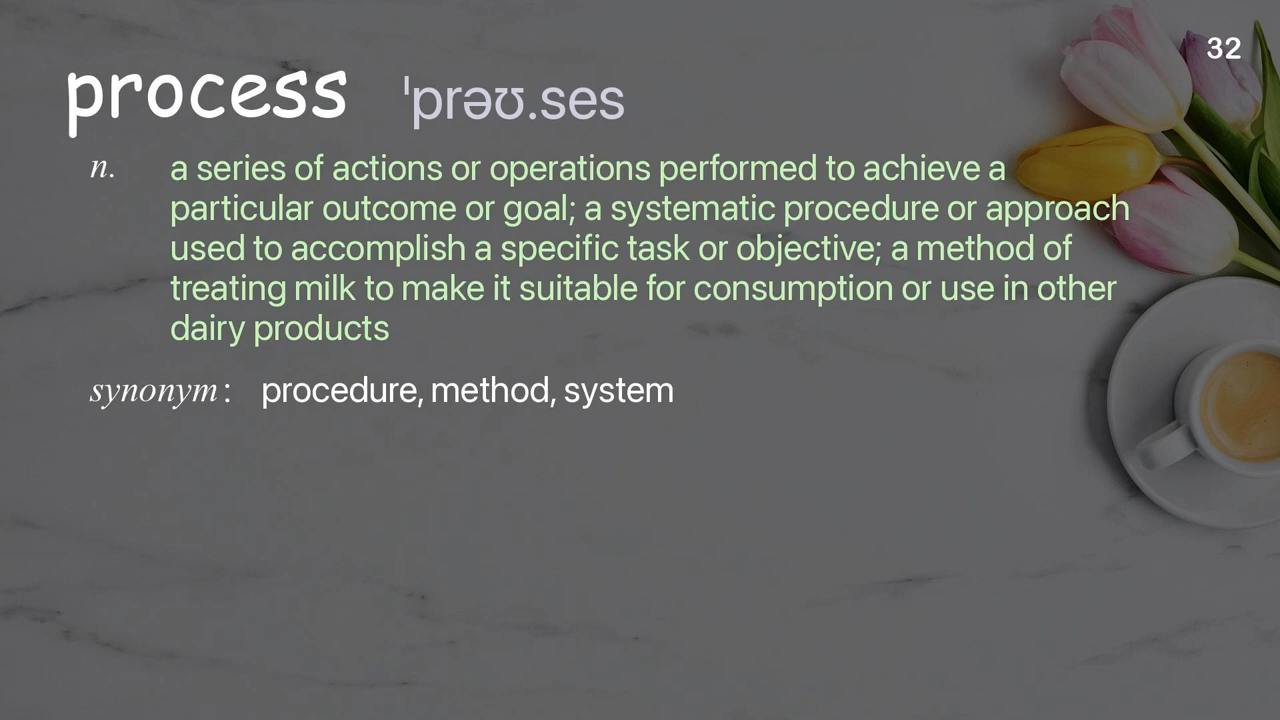 32
process ˈprəʊ.ses
n. a series of actions or operations performed to achieve a
particular outcome or goal; a systematic procedure or approach
used to accomplish a specific task or objective; a method of
treating milk to make it suitable for consumption or use in other
dairy products
synonym: procedure, method, system